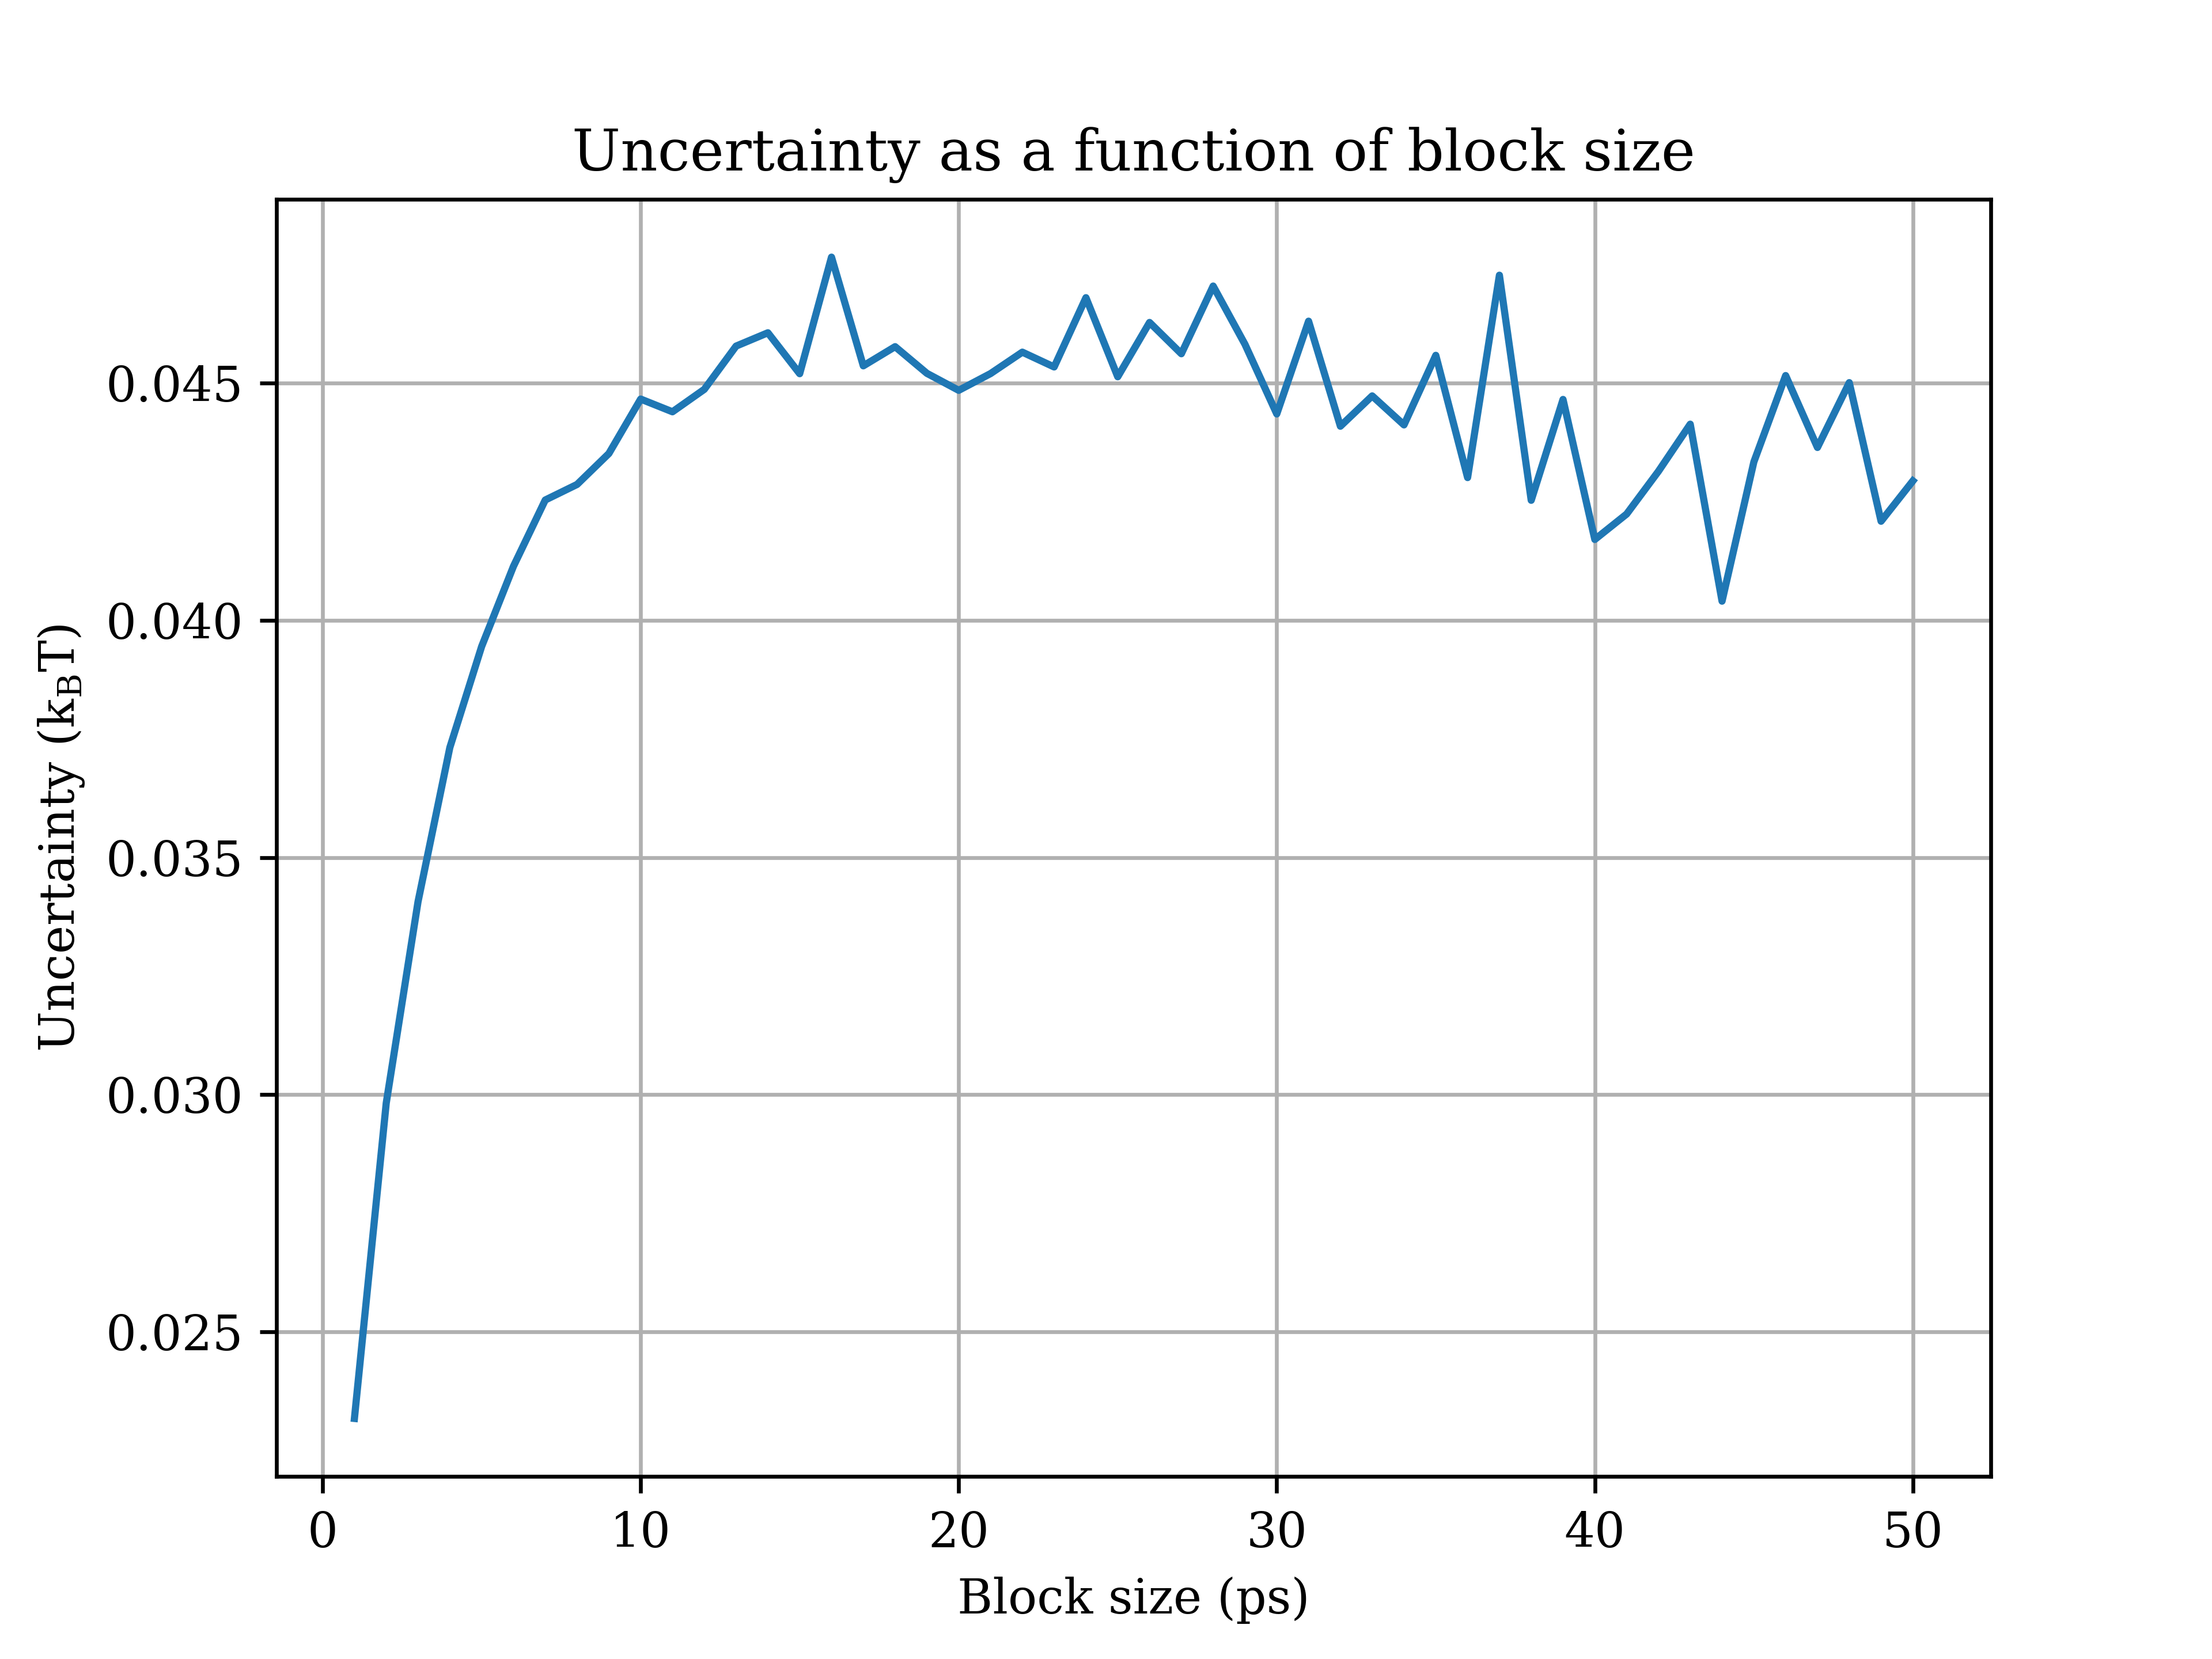 Uncertainty as a function of block size
Uncertainty (k_BT)
0.045
0.040
0.035
0.030
0.025
0 10 20 30 40 50
Block size (ps)